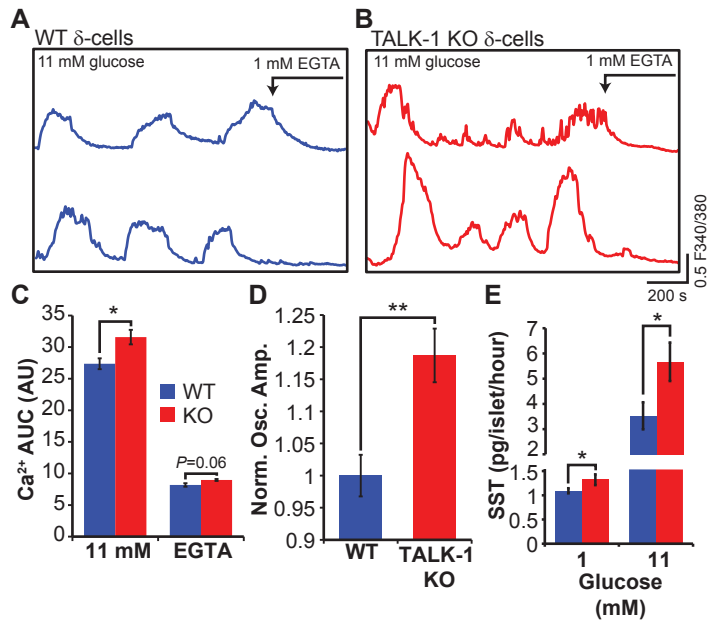 A
WT δ-cells
11 mM glucose
1 mM EGTA
B
TALK-1 KO δ-cells
11 mM glucose
1 mM EGTA
0.5 F340/380
200 s
C
Ca²⁺ AUC (AU)
35
30
25
20
15
10
5
0
*
WT
KO
P=0.06
11 mM
EGTA
D
Norm. Osc. Amp.
1.25
1.2
1.15
1.1
1.05
1
0.95
0.9
**
WT
TALK-1
KO
E
SST (pg/islet/hour)
7
6
5
4
3
2
1.5
1
0.5
0
*
*
1
11
Glucose
(mM)